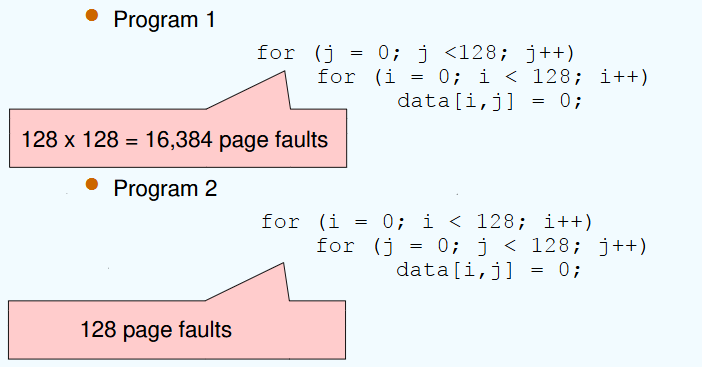 Program 1
for (j = 0; j <128; j++)
for (i = 0; i < 128; i++)
data[i,j] = 0;
128 x 128 = 16,384 page faults
Program 2
for (i = 0; i < 128; i++)
for (j = 0; j < 128; j++)
data[i,j] = 0;
128 page faults